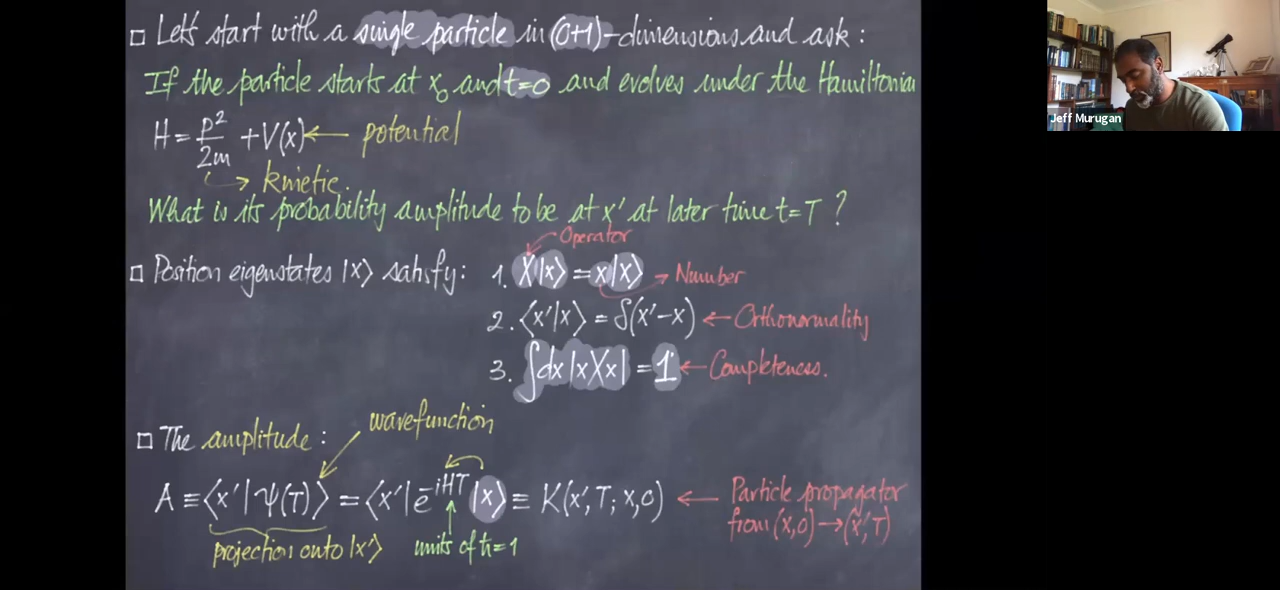 □ Let's start with a single particle in (0+1)-dimensions and ask:
If the particle starts at x₀ and t=0 and evolves under the Hamiltonian
H = p²/2m + V(x) ← potential
→ kinetic.
What is its probability amplitude to be at x' at later time t=T ?
Operator
□ Position eigenstates |x⟩ satisfy: 1. X|x⟩ = x|x⟩ → Number
2. ⟨x'|x⟩ = δ(x'-x) ← Orthonormality
3. ∫dx |x⟩⟨x| = 1 ← Completeness.
□ The amplitude: wavefunction
A ≡ ⟨x'|ψ(T)⟩ = ⟨x'|e^{-iHT}|x⟩ ≡ K(x',T; x,0) ← Particle propagator
from (x,0) → (x',T)
projection onto |x'⟩ units of ħ=1
Jeff Murugan